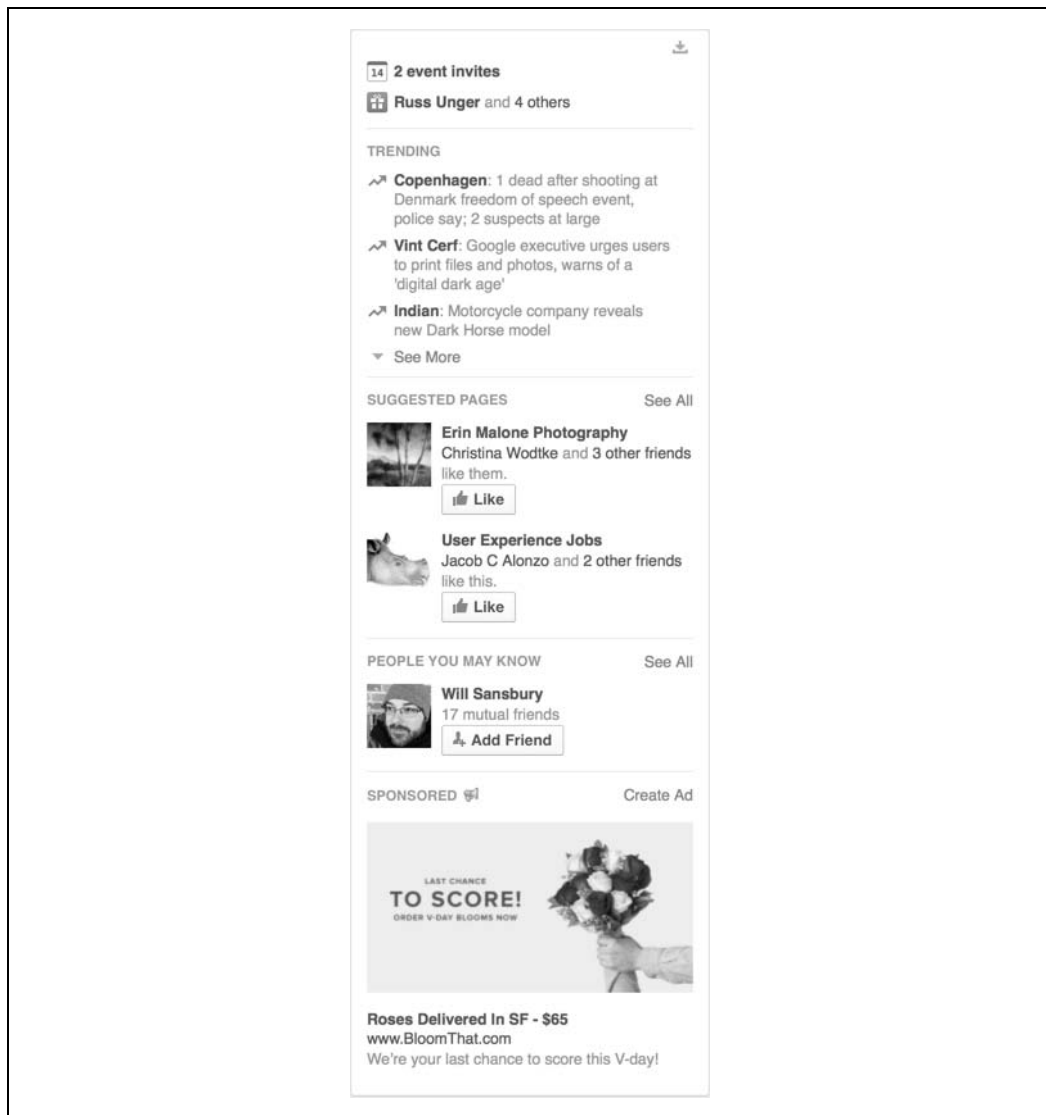 14 2 event invites
Russ Unger and 4 others
TRENDING
Copenhagen: 1 dead after shooting at
Denmark freedom of speech event,
police say; 2 suspects at large
Vint Cerf: Google executive urges users
to print files and photos, warns of a
'digital dark age'
Indian: Motorcycle company reveals
new Dark Horse model
See More
SUGGESTED PAGES See All
Erin Malone Photography
Christina Wodtke and 3 other friends
like them.
Like
User Experience Jobs
Jacob C Alonzo and 2 other friends
like this.
Like
PEOPLE YOU MAY KNOW See All
Will Sansbury
17 mutual friends
Add Friend
SPONSORED Create Ad
LAST CHANCE
TO SCORE!
ORDER V-DAY BLOOMS NOW
Roses Delivered In SF - $65
www.BloomThat.com
We're your last chance to score this V-day!